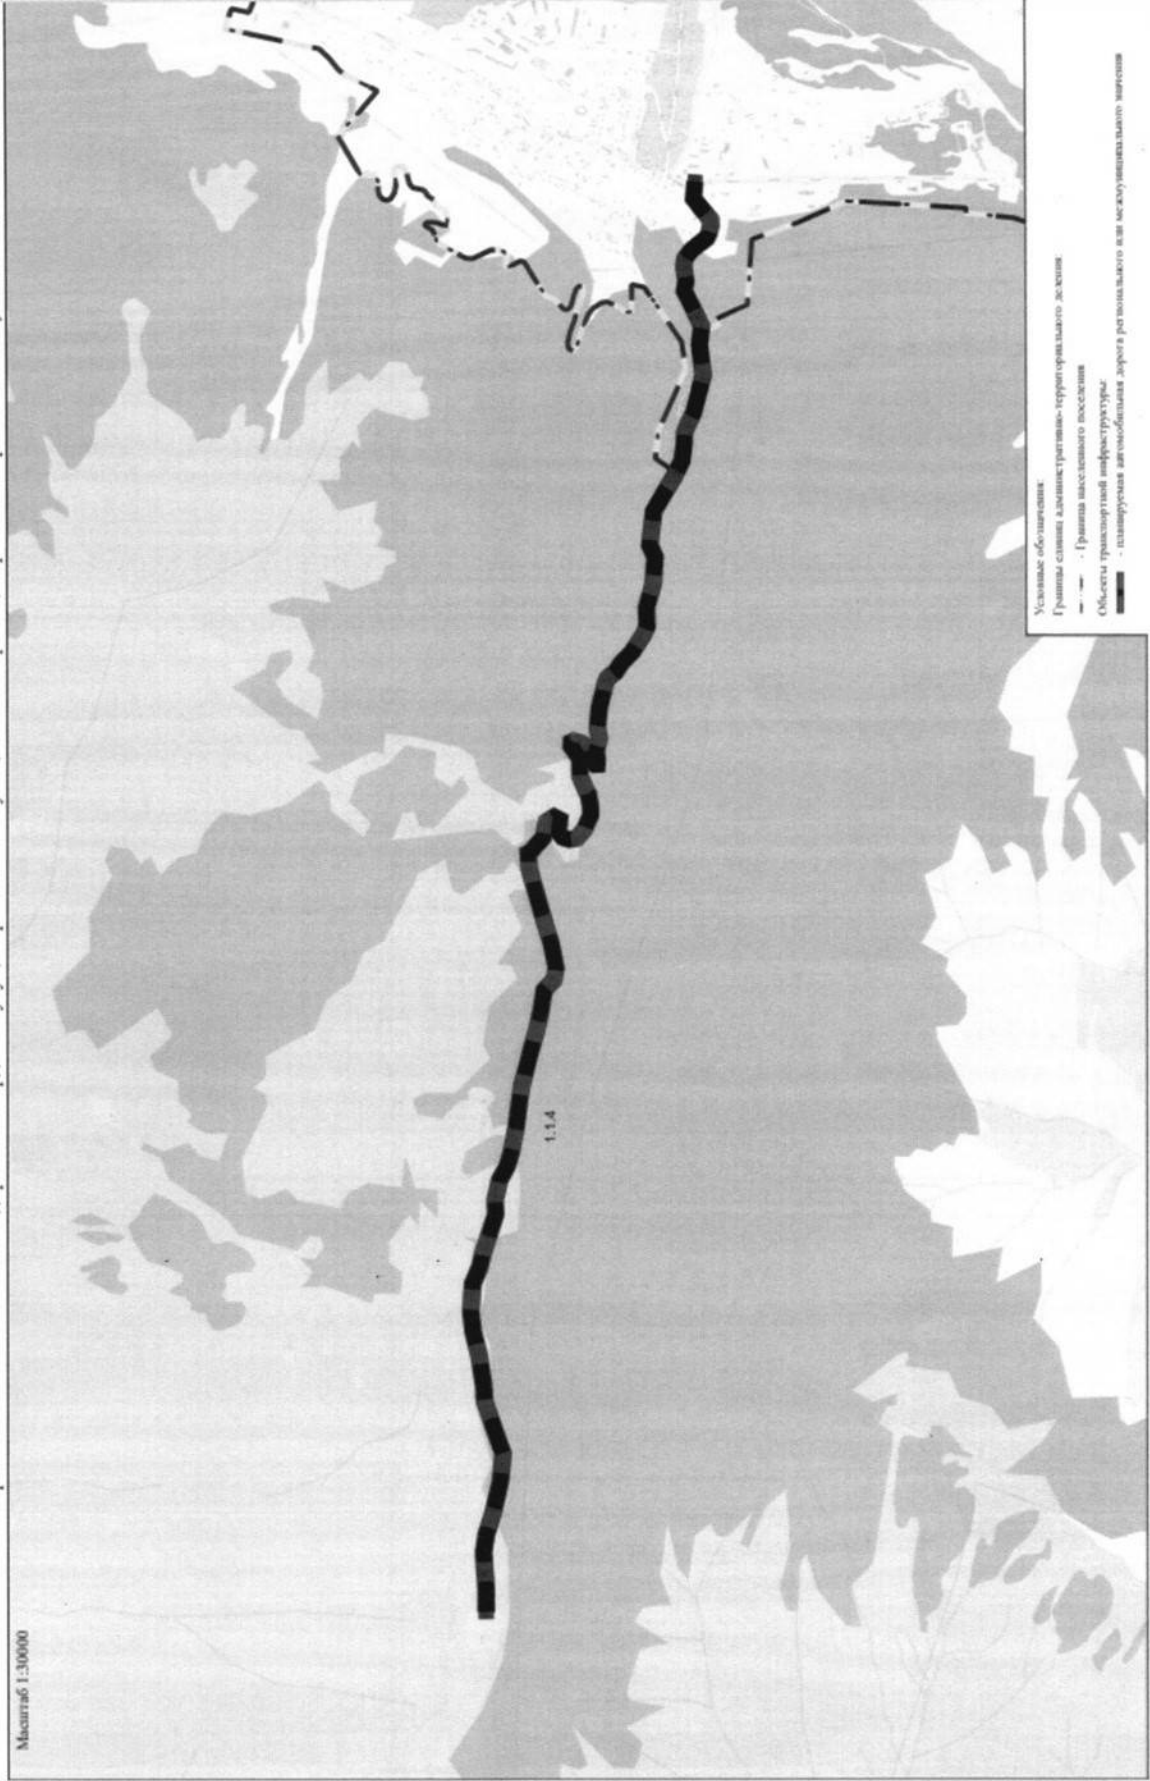 Масштаб 1:30000
1.1.4
Условные обозначения:
Границы единиц административно-территориального деления:
- Граница населенного поселения
Объекты транспортной инфраструктуры:
- планируемая автомобильная дорога регионального или межмуниципального значения